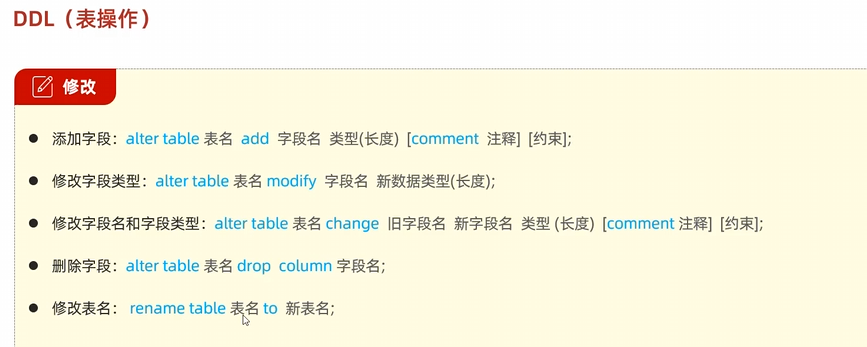 DDL（表操作）
修改
添加字段：alter table 表名 add 字段名 类型(长度) [comment 注释] [约束];
修改字段类型：alter table 表名 modify 字段名 新数据类型(长度);
修改字段名和字段类型：alter table 表名 change 旧字段名 新字段名 类型 (长度) [comment 注释] [约束];
删除字段：alter table 表名 drop column 字段名;
修改表名： rename table 表名 to 新表名;